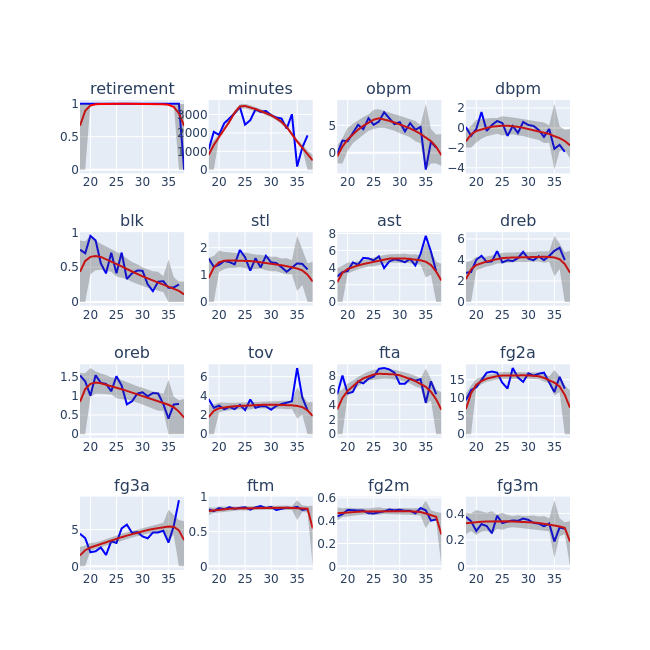 retirement minutes obpm dbpm
1 0.5 0 3000 2000 1000 0 5 0 2 0 −2 −4
20 25 30 35 20 25 30 35 20 25 30 35 20 25 30 35
blk stl ast dreb
1 0.5 0 2 1 0 8 6 4 2 0 6 4 2 0
20 25 30 35 20 25 30 35 20 25 30 35 20 25 30 35
oreb tov fta fg2a
1.5 1 0.5 0 6 4 2 0 8 6 4 2 0 15 10 5 0
20 25 30 35 20 25 30 35 20 25 30 35 20 25 30 35
fg3a ftm fg2m fg3m
5 0 1 0.5 0 0.6 0.4 0.2 0 0.4 0.2 0
20 25 30 35 20 25 30 35 20 25 30 35 20 25 30 35